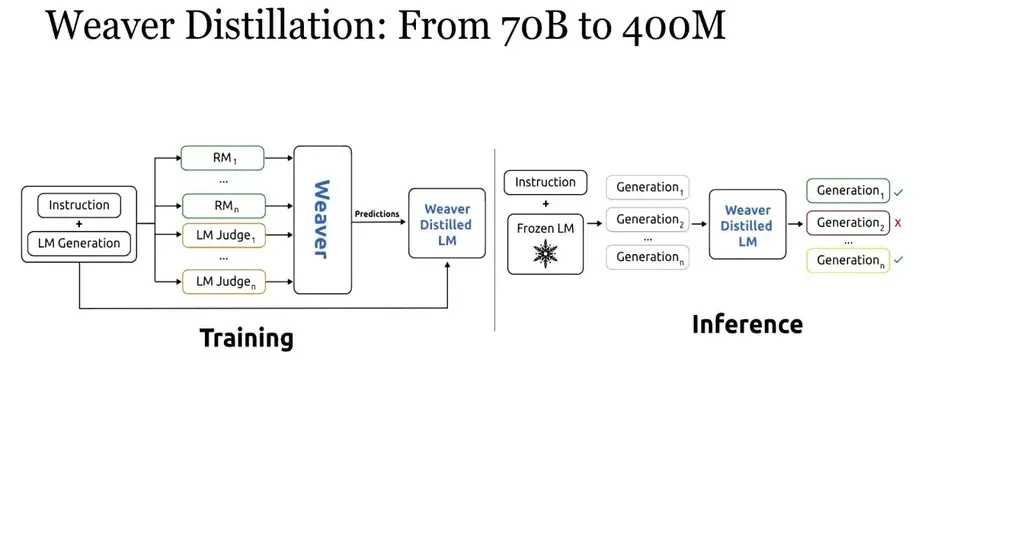 Weaver Distillation: From 70B to 400M
Instruction
+
LM Generation
RM1
...
RMn
LM Judge1
...
LM Judgen
Weaver
Predictions
Weaver
Distilled
LM
Training
Instruction
+
Frozen LM
Generation1
Generation2
...
Generationn
Weaver
Distilled
LM
Generation1 ✓
Generation2 x
...
Generationn ✓
Inference